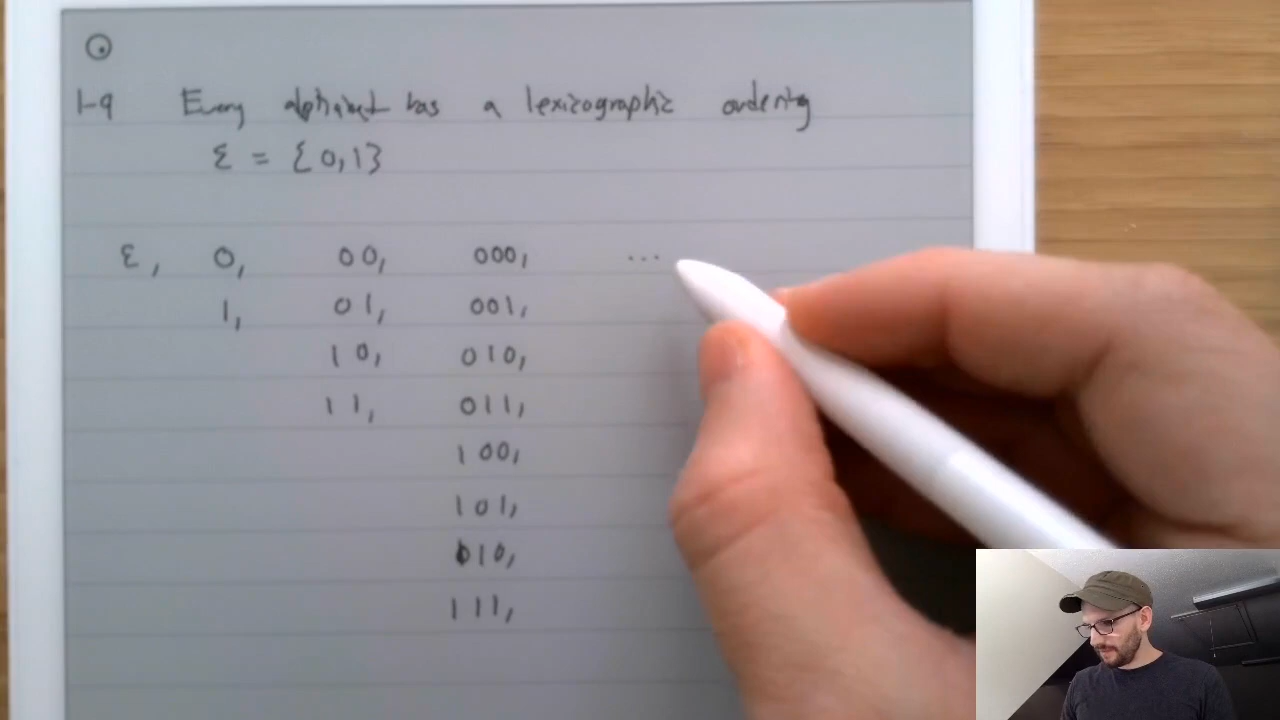 1-9 Every alphabet has a lexicographic ordering
Σ = {0,1}
ε, 0, 00, 000, ...
1, 01, 001,
10, 010,
11, 011,
100,
101,
110,
111,